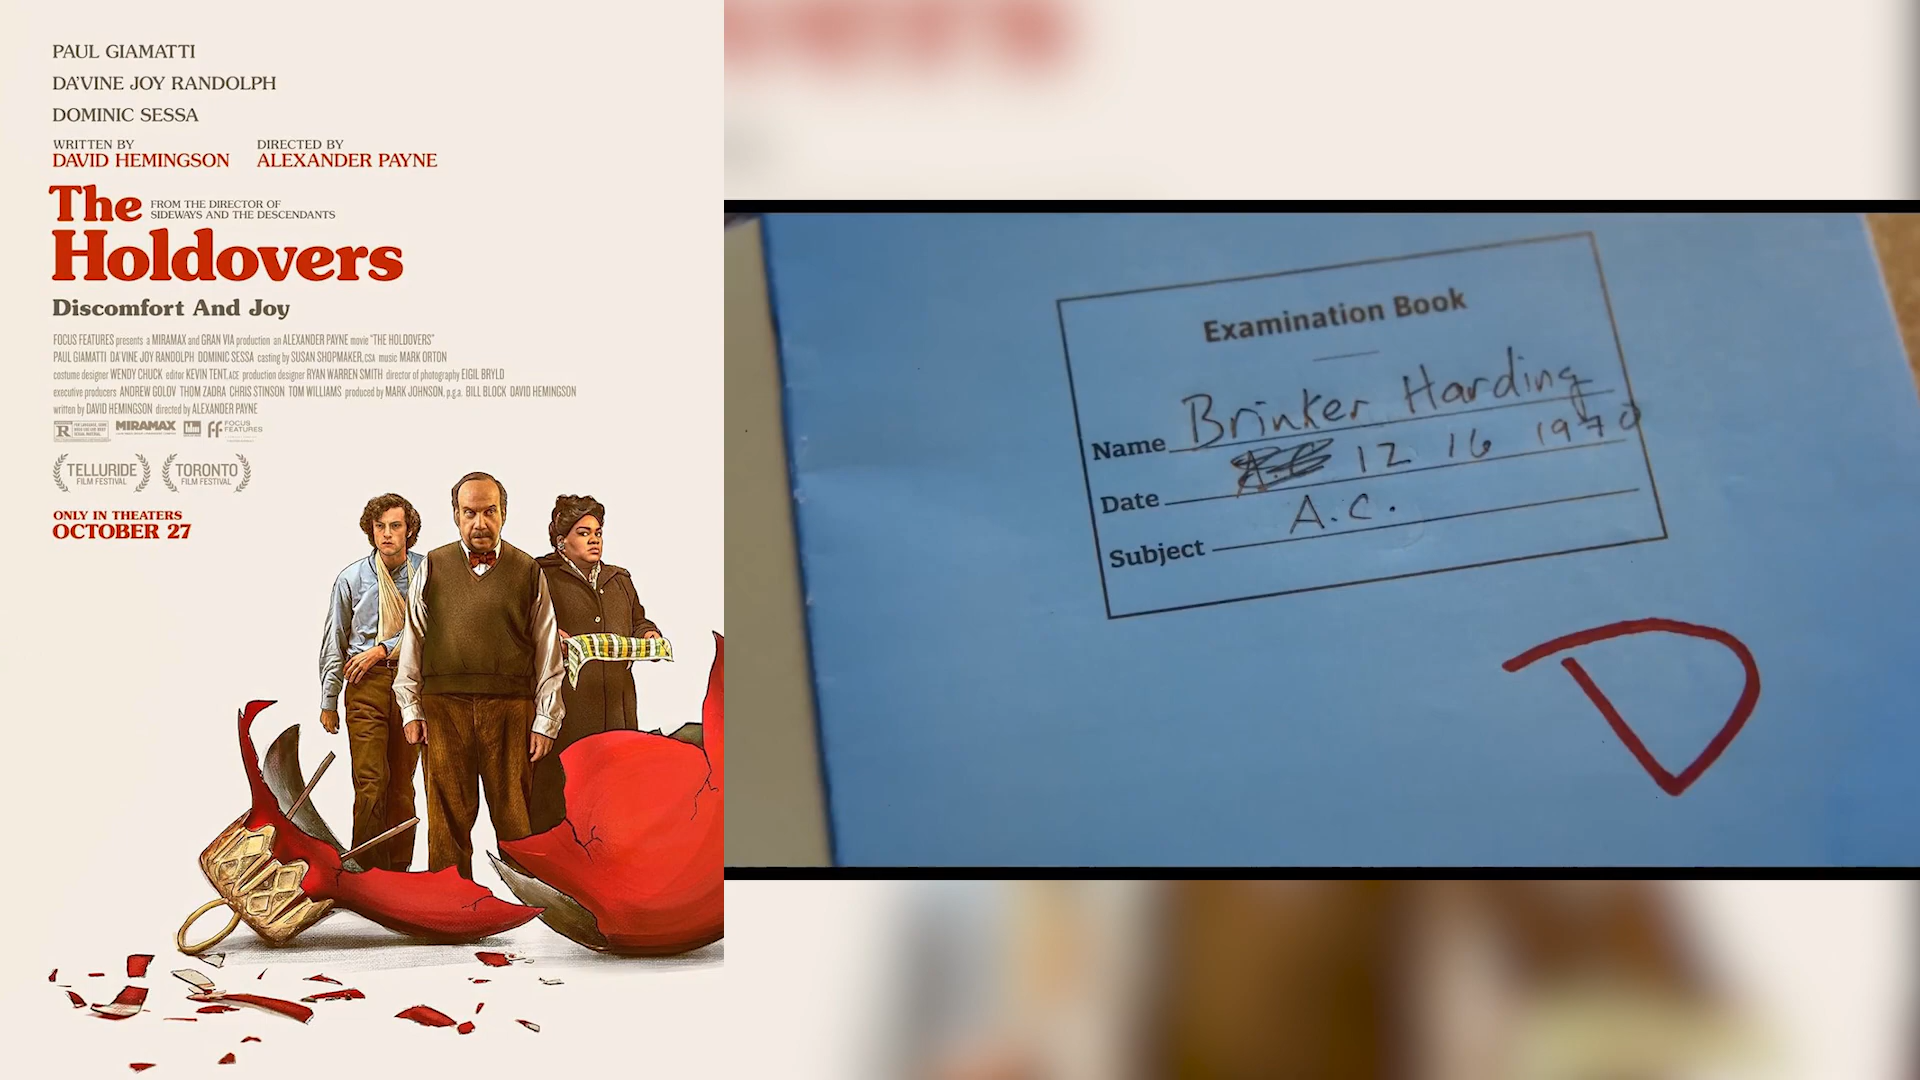 PAUL GIAMATTI
DA'VINE JOY RANDOLPH
DOMINIC SESSA
WRITTEN BY
DAVID HEMINGSON
DIRECTED BY
ALEXANDER PAYNE
The
FROM THE DIRECTOR OF
SIDEWAYS AND THE DESCENDANTS
Holdovers
Discomfort And Joy
FOCUS FEATURES presents a MIRAMAX and GRAN VIA production an ALEXANDER PAYNE movie "THE HOLDOVERS"
PAUL GIAMATTI DA'VINE JOY RANDOLPH DOMINIC SESSA casting by SUSAN SHOPMAKER, CSA music MARK ORTON
costume designer WENDY CHUCK editor KEVIN TENT, ACE production designer RYAN WARREN SMITH director of photography EIGIL BRYLD
executive producers ANDREW GOLOV THOM ZADRA CHRIS STINSON TOM WILLIAMS produced by MARK JOHNSON, p.g.a. BILL BLOCK DAVID HEMINGSON
written by DAVID HEMINGSON directed by ALEXANDER PAYNE
R
MIRAMAX
FOCUS
FEATURES
TELLURIDE
FILM FESTIVAL
TORONTO
FILM FESTIVAL
ONLY IN THEATERS
OCTOBER 27
Examination Book
Name Brinker Harding
Date 12 16 1970
Subject A.C.
D